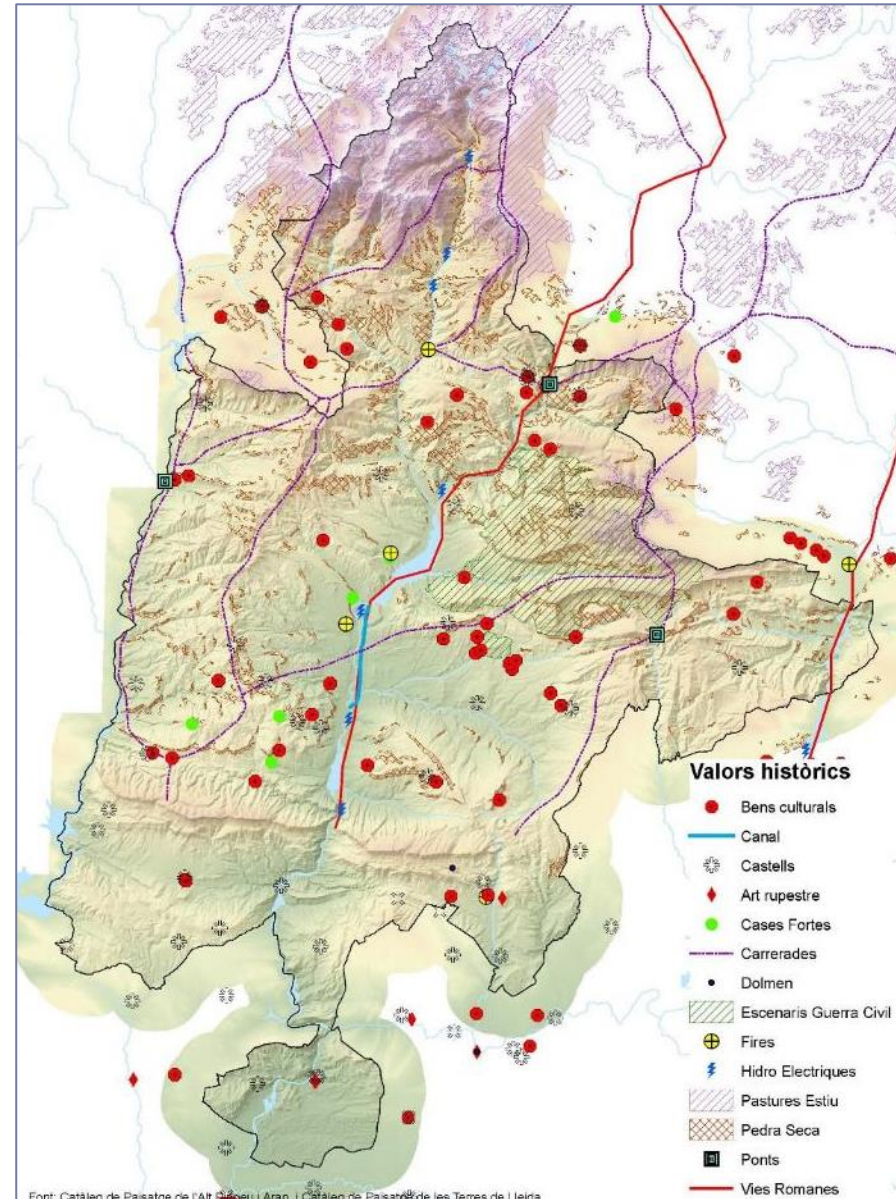 Valors històrics
Bens culturals
Canal
Castells
Art rupestre
Cases Fortes
Carrerades
Dolmen
Escenaris Guerra Civil
Fires
Hidro Electriques
Pastures Estiu
Pedra Seca
Ponts
Vies Romanes
Font: Catàleg de Paisatge de l'Alt Pirineu i Aran i Catàleg de Paisatge de les Terres de Lleida